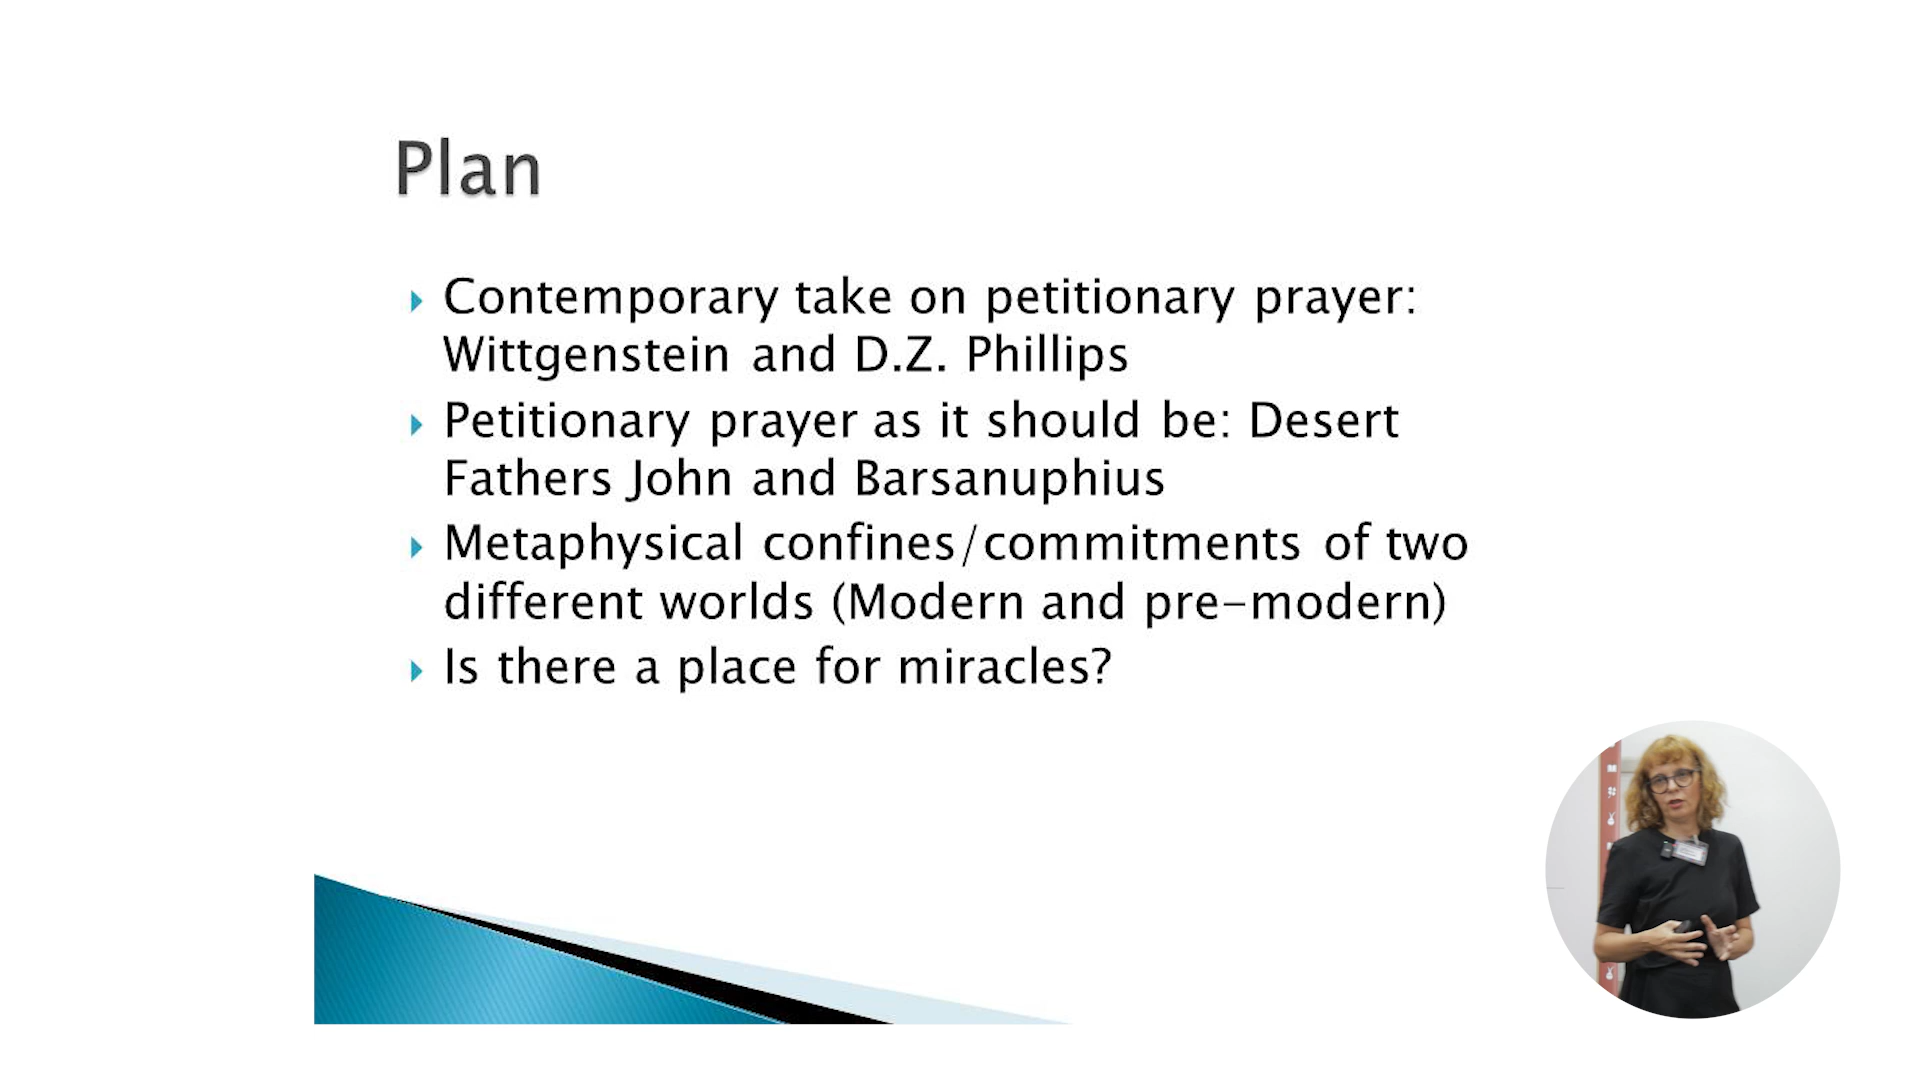 Plan
Contemporary take on petitionary prayer:
Wittgenstein and D.Z. Phillips
Petitionary prayer as it should be: Desert
Fathers John and Barsanuphius
Metaphysical confines/commitments of two
different worlds (Modern and pre-modern)
Is there a place for miracles?